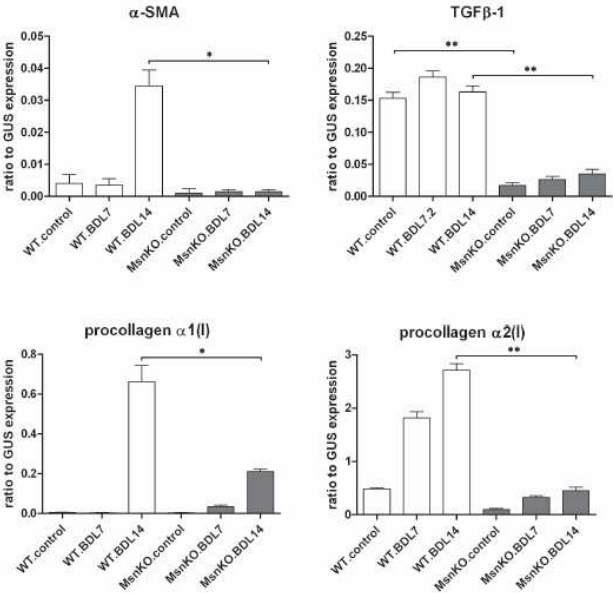 α-SMA
ratio to GUS expression
0.05
0.04
0.03
0.02
0.01
0.00
*
WT.control
WT.BDL7
WT.BDL14
MsnKO.control
MsnKO.BDL7
MsnKO.BDL14
TGFβ-1
ratio to GUS expression
0.25
0.20
0.15
0.10
0.05
0.00
**
**
WT.control
WT.BDL7.2
WT.BDL14
MsnKO.control
MsnKO.BDL7
MsnKO.BDL14
procollagen α1(I)
ratio to GUS expression
0.8
0.6
0.4
0.2
0.0
*
WT.control
WT.BDL7
WT.BDL14
MsnKO.control
MsnKO.BDL7
MsnKO.BDL14
procollagen α2(I)
ratio to GUS expression
3
2
1
0
**
WT.control
WT.BDL7
WT.BDL14
MsnKO.control
MsnKO.BDL7
MsnKO.BDL14